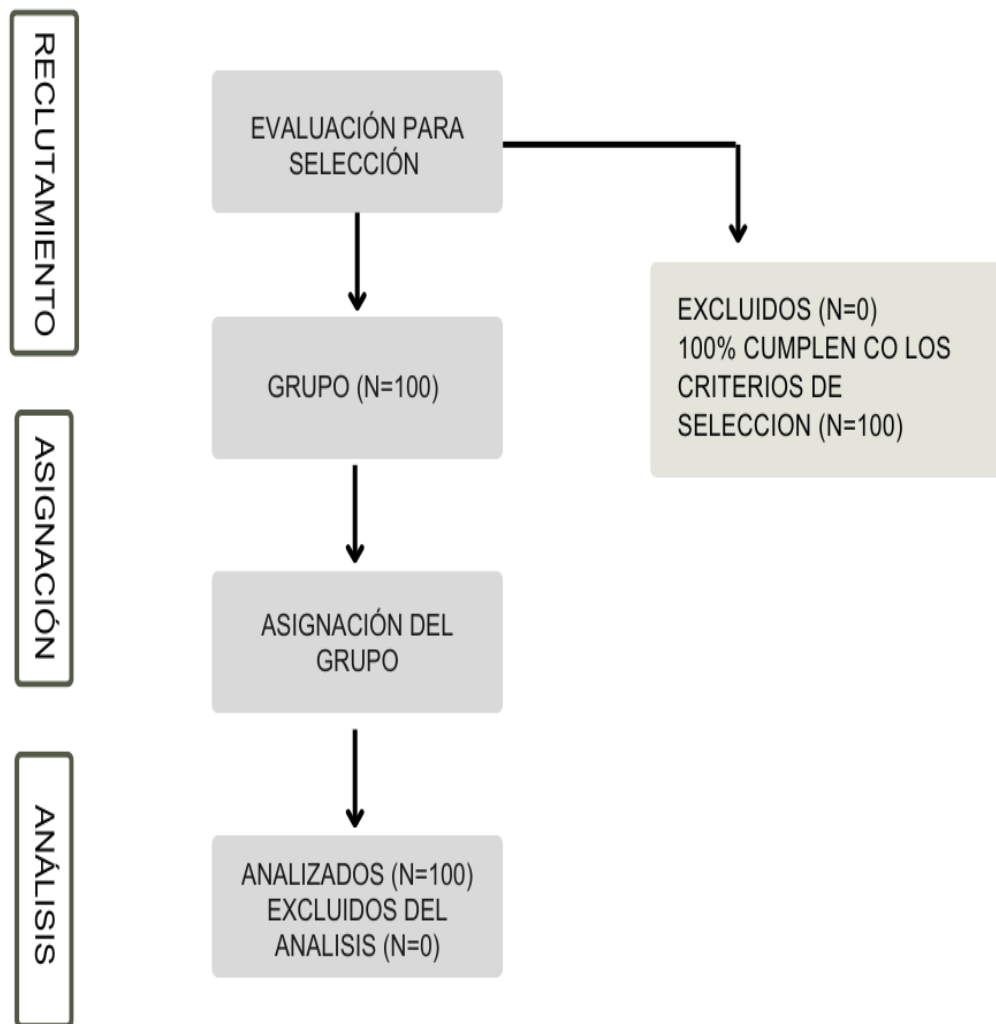 RECLUTAMIENTO
EVALUACIÓN PARA
SELECCIÓN
EXCLUIDOS (N=0)
100% CUMPLEN CO LOS
CRITERIOS DE
SELECCION (N=100)
GRUPO (N=100)
ASIGNACIÓN
ASIGNACIÓN DEL
GRUPO
ANÁLISIS
ANALIZADOS (N=100)
EXCLUIDOS DEL
ANALISIS (N=0)